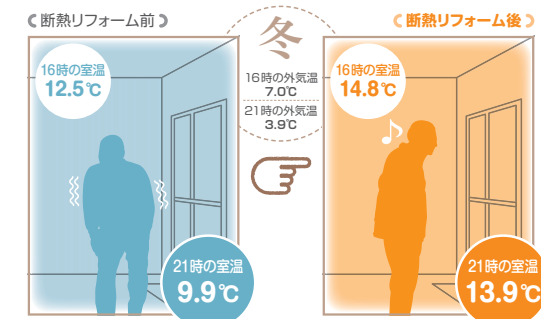 断熱リフォーム前
16時の室温
12.5℃
21時の室温
9.9℃
冬
16時の外気温
7.0℃
21時の外気温
3.9℃
断熱リフォーム後
16時の室温
14.8℃
♪
21時の室温
13.9℃